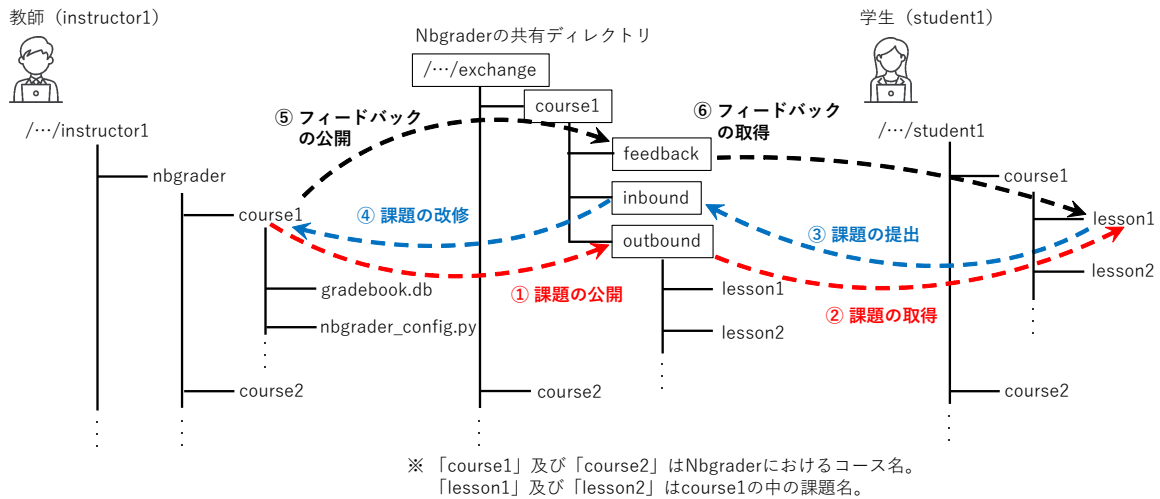 教師（instructor1）
Nbgraderの共有ディレクトリ
学生（student1）
/…/exchange
course1
⑤ フィードバック
の公開
⑥ フィードバック
の取得
/…/instructor1
/…/student1
feedback
nbgrader
course1
inbound
course1
④ 課題の改修
lesson1
③ 課題の提出
outbound
lesson2
gradebook.db
① 課題の公開
lesson1
② 課題の取得
nbgrader_config.py
lesson2
course2
course2
course2
※ 「course1」及び「course2」はNbgraderにおけるコース名。
「lesson1」及び「lesson2」はcourse1の中の課題名。